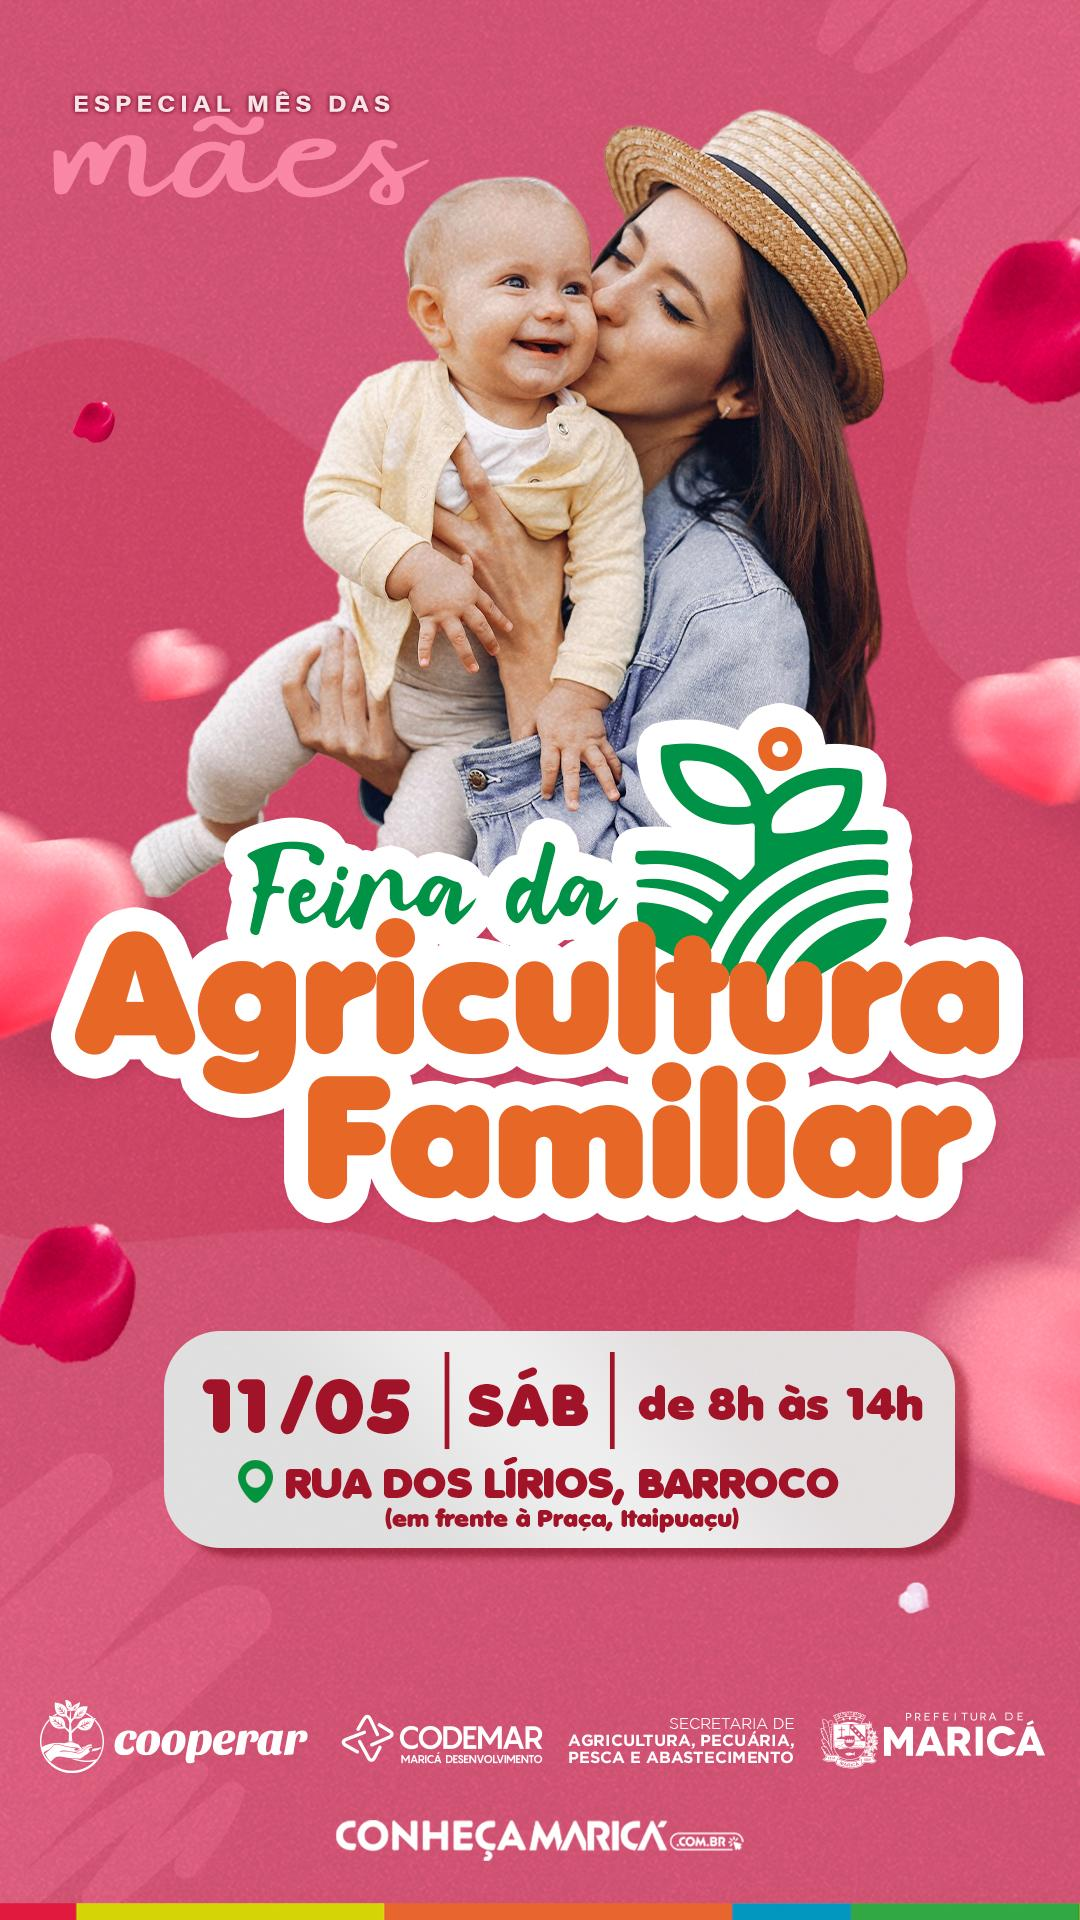 ESPECIAL MÊS DAS
mães
Feira da
Agricultura
Familiar
11/05 | SÁB | de 8h às 14h
RUA DOS LÍRIOS, BARROCO
(em frente à Praça, Itaipuaçu)
cooperar
CODEMAR
MARICÁ DESENVOLVIMENTO
SECRETARIA DE
AGRICULTURA, PECUÁRIA,
PESCA E ABASTECIMENTO
PREFEITURA DE
MARICÁ
CONHEÇAMARICÁ .COM.BR